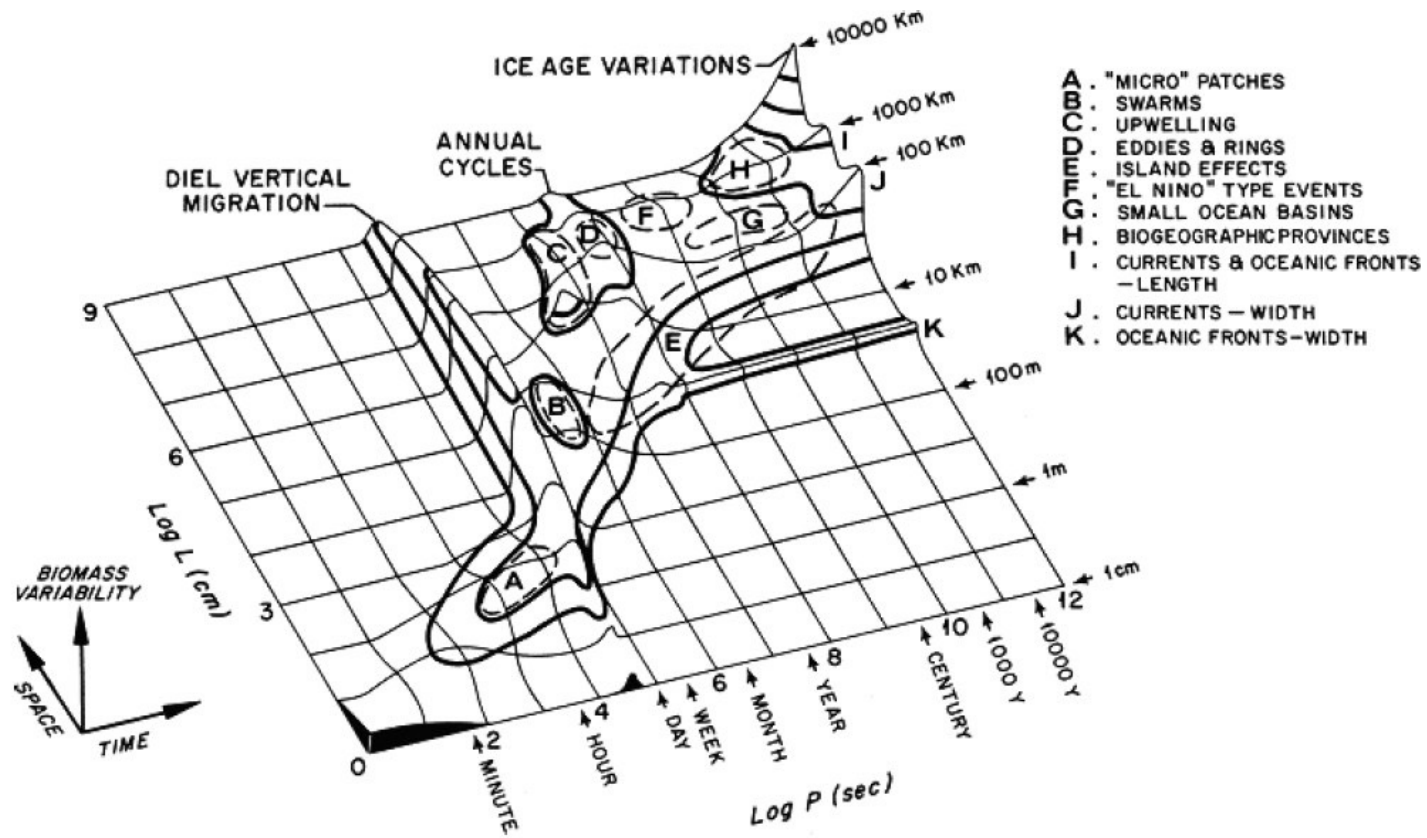 ICE AGE VARIATIONS
10000 Km
1000 Km
100 Km
10 Km
100 m
1m
1cm
ANNUAL
CYCLES
DIEL VERTICAL
MIGRATION
A . "MICRO" PATCHES
B . SWARMS
C . UPWELLING
D . EDDIES & RINGS
E . ISLAND EFFECTS
F . "EL NINO" TYPE EVENTS
G . SMALL OCEAN BASINS
H . BIOGEOGRAPHIC PROVINCES
I . CURRENTS & OCEANIC FRONTS
– LENGTH
J . CURRENTS – WIDTH
K . OCEANIC FRONTS – WIDTH
I
H
J
F
G
D
C
E
K
B
A
9
6
3
0
Log L (cm)
BIOMASS
VARIABILITY
SPACE
TIME
2
4
6
8
10
12
MINUTE
HOUR
DAY
WEEK
MONTH
YEAR
CENTURY
1000 Y
10000 Y
Log P (sec)